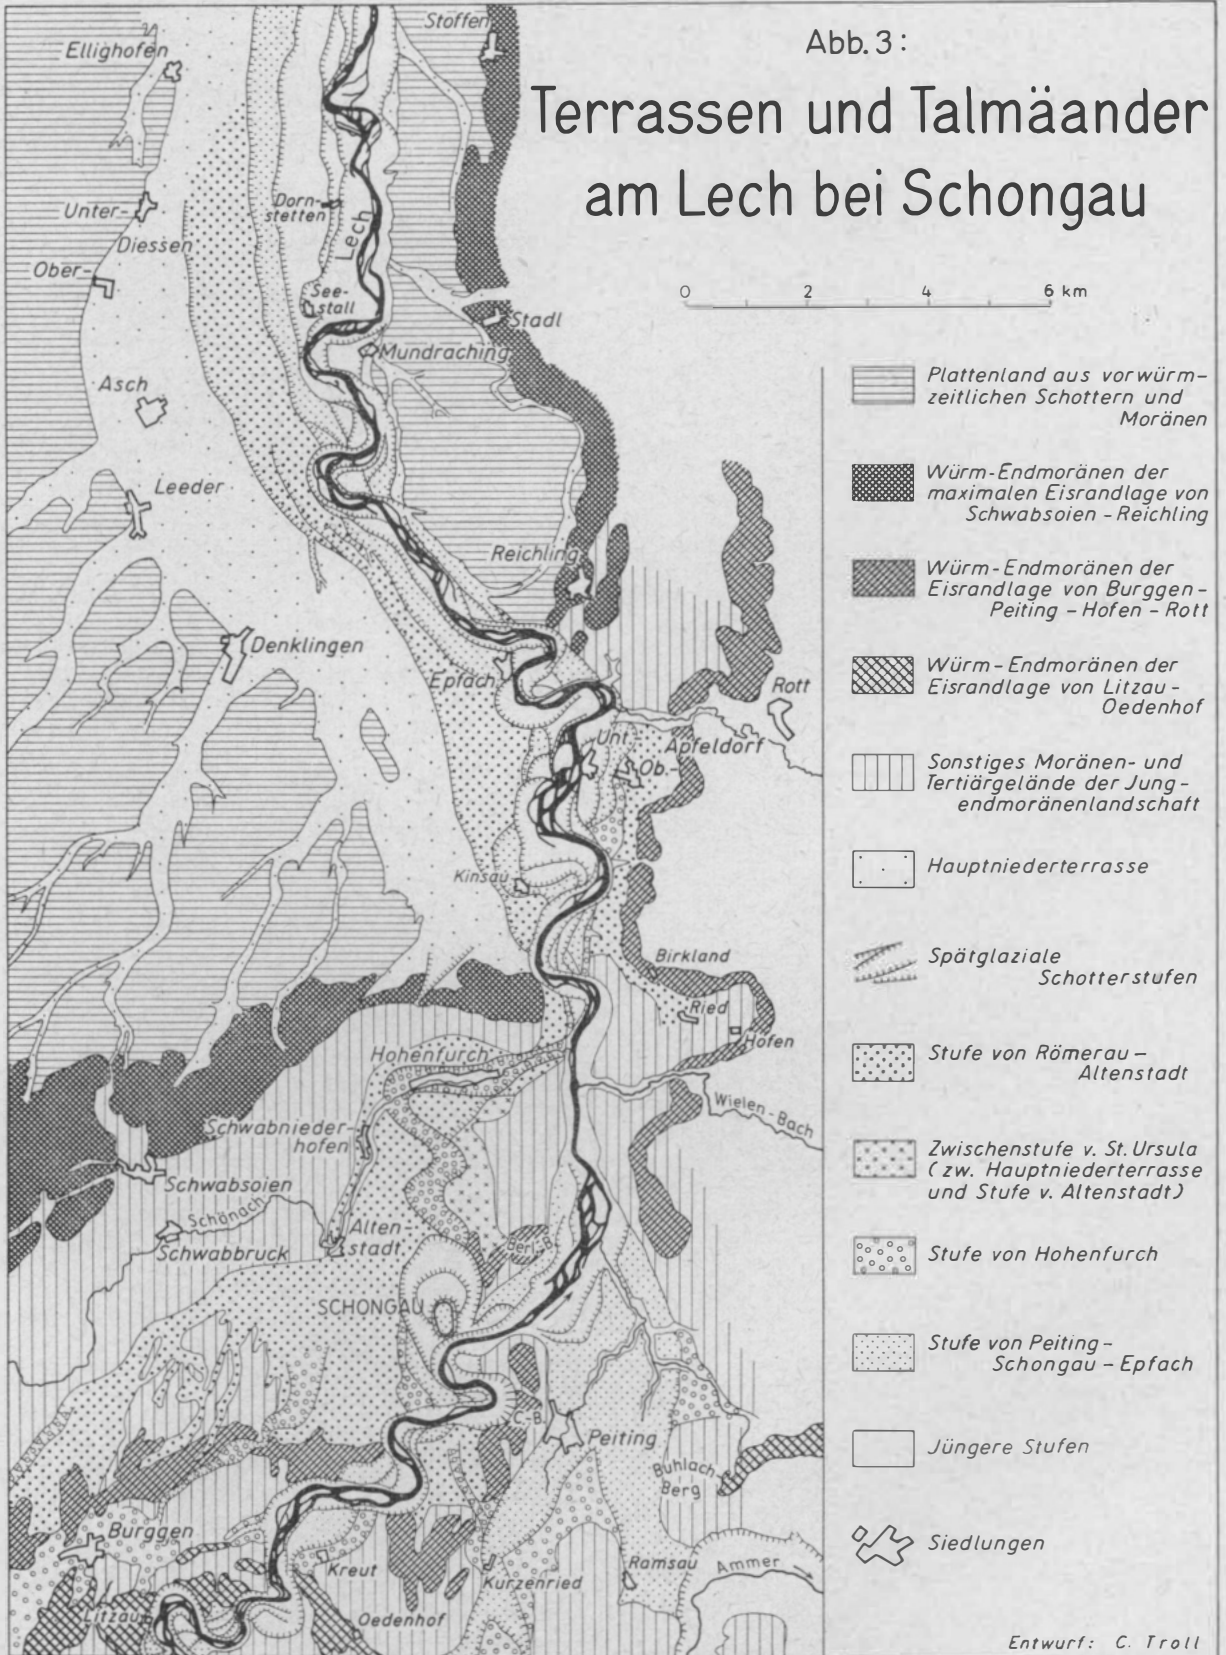 Abb. 3:
Terrassen und Talmäander
am Lech bei Schongau
0 2 4 6 km
Plattenland aus vorwürm-
zeitlichen Schottern und
Moränen
Würm-Endmoränen der
maximalen Eisrandlage von
Schwabsoien - Reichling
Würm-Endmoränen der
Eisrandlage von Burggen-
Peiting - Hofen - Rott
Würm-Endmoränen der
Eisrandlage von Litzau-
Oedenhof
Sonstiges Moränen- und
Tertiärgelände der Jung-
endmoränenlandschaft
Hauptniederterrasse
Spätglaziale
Schotterstufen
Stufe von Römerau-
Altenstadt
Zwischenstufe v. St. Ursula
(zw. Hauptniederterrasse
und Stufe v. Altenstadt)
Stufe von Hohenfurch
Stufe von Peiting-
Schongau - Epfach
Jüngere Stufen
Siedlungen
Entwurf: C. Troll
Stoffen
Ellighofen
Dorn-
stetten
Lech
Unter-
Diessen
Ober-
See-
stall
Stadl
Mundraching
Asch
Leeder
Reichling
Denklingen
Epfach
Rott
Unt.
Apfeldorf
Ob.-
Kinsau
Birkland
Ried
Hofen
Hohenfurch
Wielen-Bach
Schwabnieder-
hofen
Schwabsoien
Schönach
Schwabbruck
Alten-
stadt
Berl-B.
SCHONGAU
C.-B.
Peiting
Buhlach
Berg
Burggen
Kreut
Kurzenried
Ramsau
Ammer
Litzau
Oedenhof